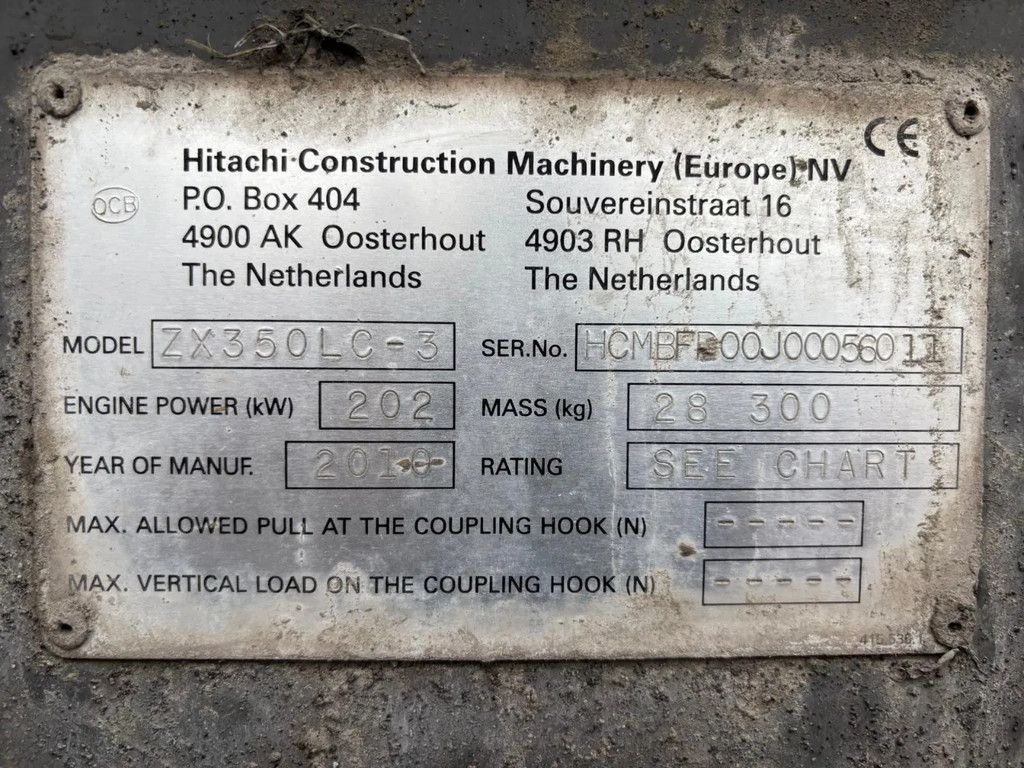 CE
Hitachi Construction Machinery (Europe) NV
OCB
P.O. Box 404 Souvereinstraat 16
4900 AK Oosterhout 4903 RH Oosterhout
The Netherlands The Netherlands
MODEL ZX350LC-3 SER.No.
ENGINE POWER (kW) 202 MASS (kg) 28 300
YEAR OF MANUF. 2010 RATING SEE CHART
MAX. ALLOWED PULL AT THE COUPLING HOOK (N) -----
MAX. VERTICAL LOAD ON THE COUPLING HOOK (N) -----